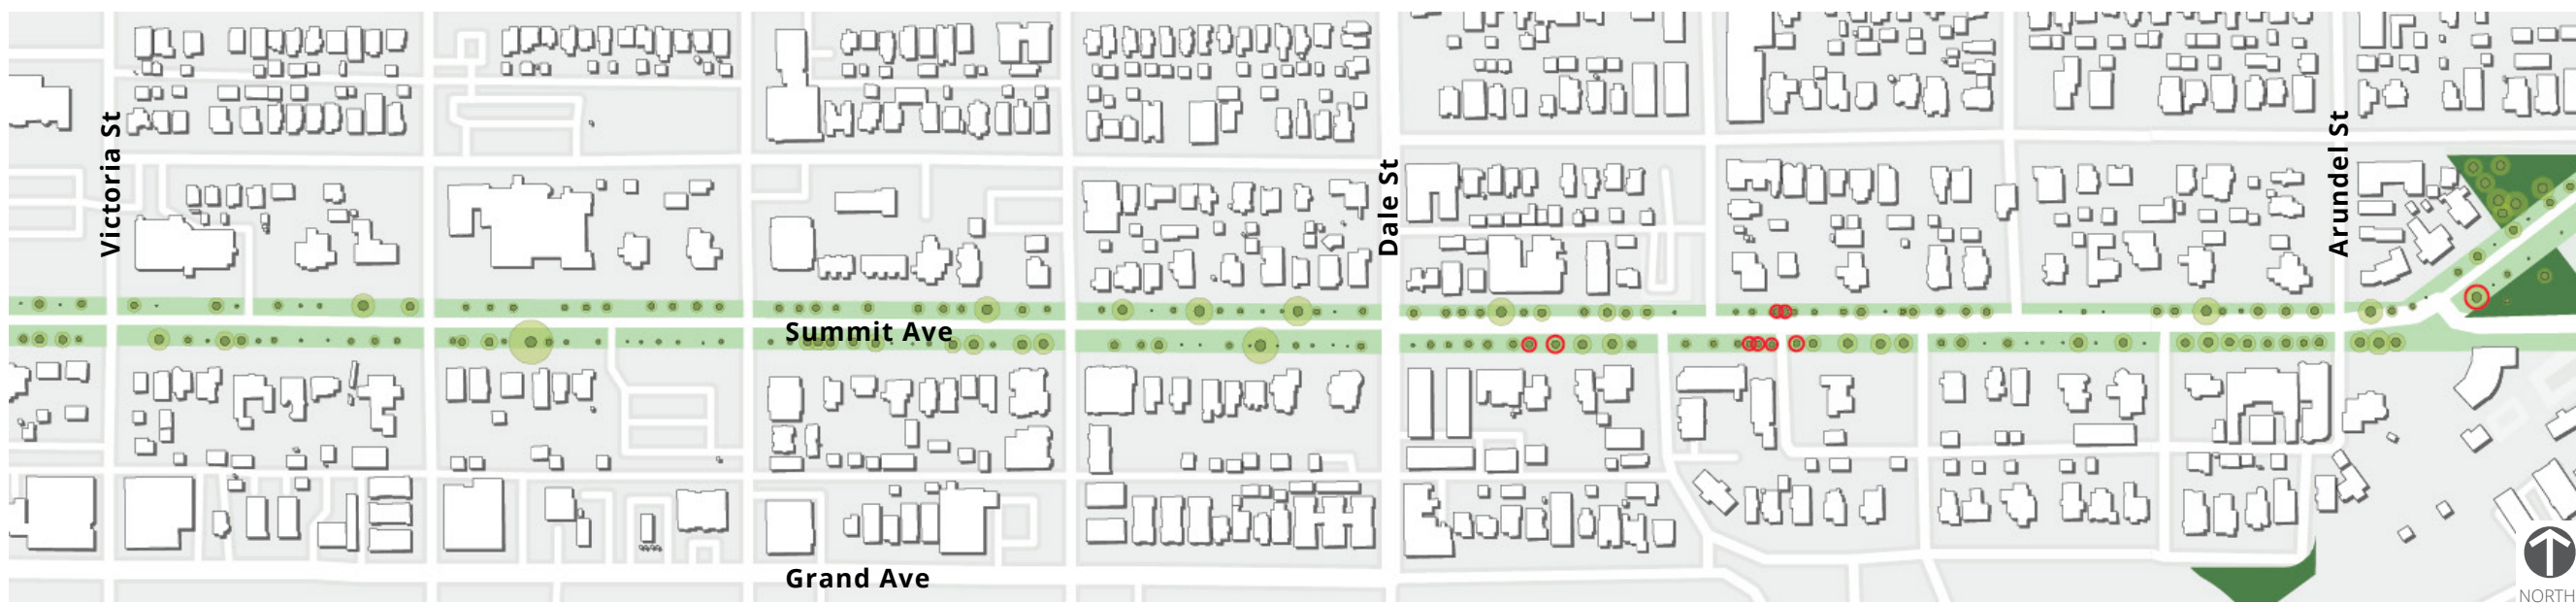 Victoria St
Dale St
Arundel St
Summit Ave
Grand Ave
NORTH